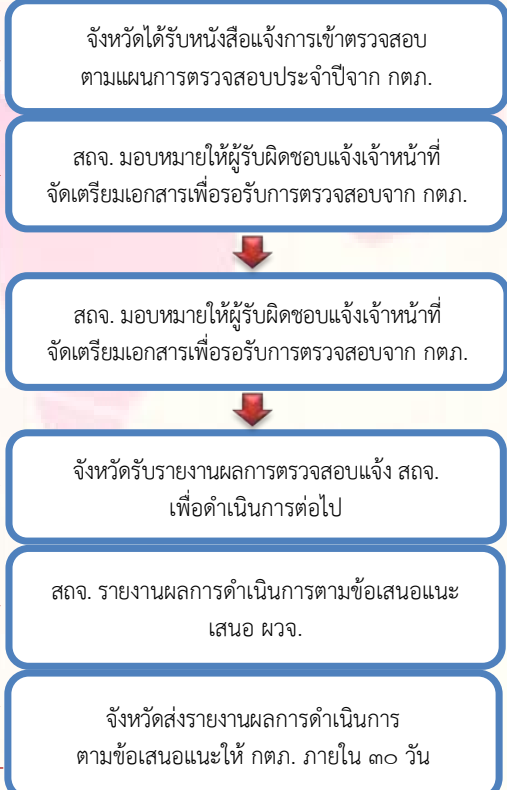 จังหวัดได้รับหนังสือแจ้งการเข้าตรวจสอบ
ตามแผนการตรวจสอบประจำปีจาก กตภ.
สถจ. มอบหมายให้ผู้รับผิดชอบแจ้งเจ้าหน้าที่
จัดเตรียมเอกสารเพื่อรอรับการตรวจสอบจาก กตภ.
สถจ. มอบหมายให้ผู้รับผิดชอบแจ้งเจ้าหน้าที่
จัดเตรียมเอกสารเพื่อรอรับการตรวจสอบจาก กตภ.
จังหวัดรับรายงานผลการตรวจสอบแจ้ง สถจ.
เพื่อดำเนินการต่อไป
สถจ. รายงานผลการดำเนินการตามข้อเสนอแนะ
เสนอ ผวจ.
จังหวัดส่งรายงานผลการดำเนินการ
ตามข้อเสนอแนะให้ กตภ. ภายใน ๓๐ วัน